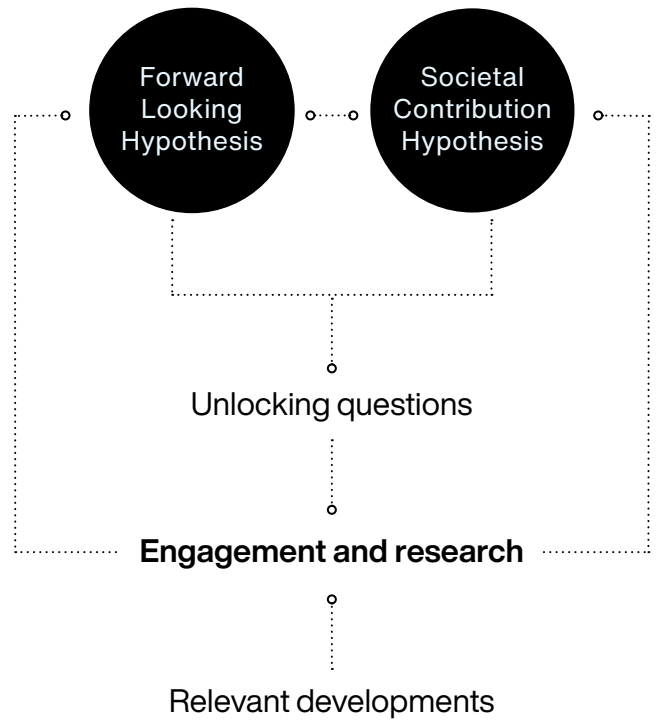 Forward
Looking
Hypothesis
Societal
Contribution
Hypothesis
Unlocking questions
Engagement and research
Relevant developments